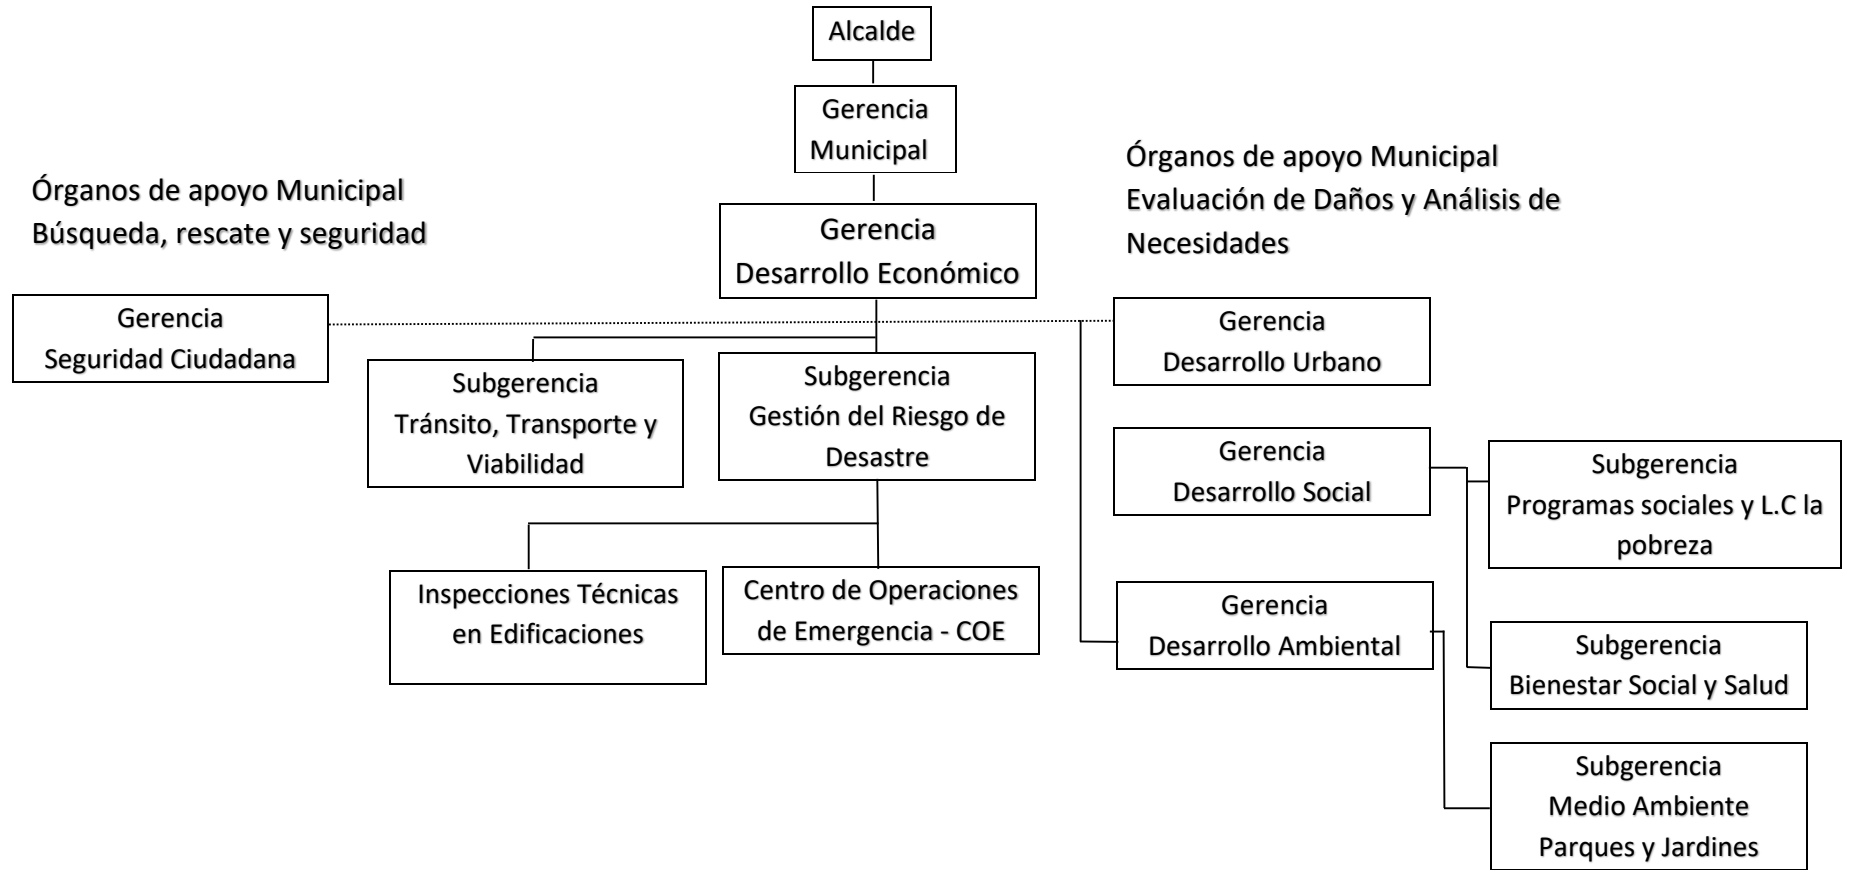 Alcalde
Gerencia
Municipal
Órganos de apoyo Municipal
Búsqueda, rescate y seguridad
Órganos de apoyo Municipal
Evaluación de Daños y Análisis de
Necesidades
Gerencia
Desarrollo Económico
Gerencia
Seguridad Ciudadana
Subgerencia
Tránsito, Transporte y
Viabilidad
Subgerencia
Gestión del Riesgo de
Desastre
Gerencia
Desarrollo Urbano
Gerencia
Desarrollo Social
Subgerencia
Programas sociales y L.C la
pobreza
Inspecciones Técnicas
en Edificaciones
Centro de Operaciones
de Emergencia - COE
Gerencia
Desarrollo Ambiental
Subgerencia
Bienestar Social y Salud
Subgerencia
Medio Ambiente
Parques y Jardines